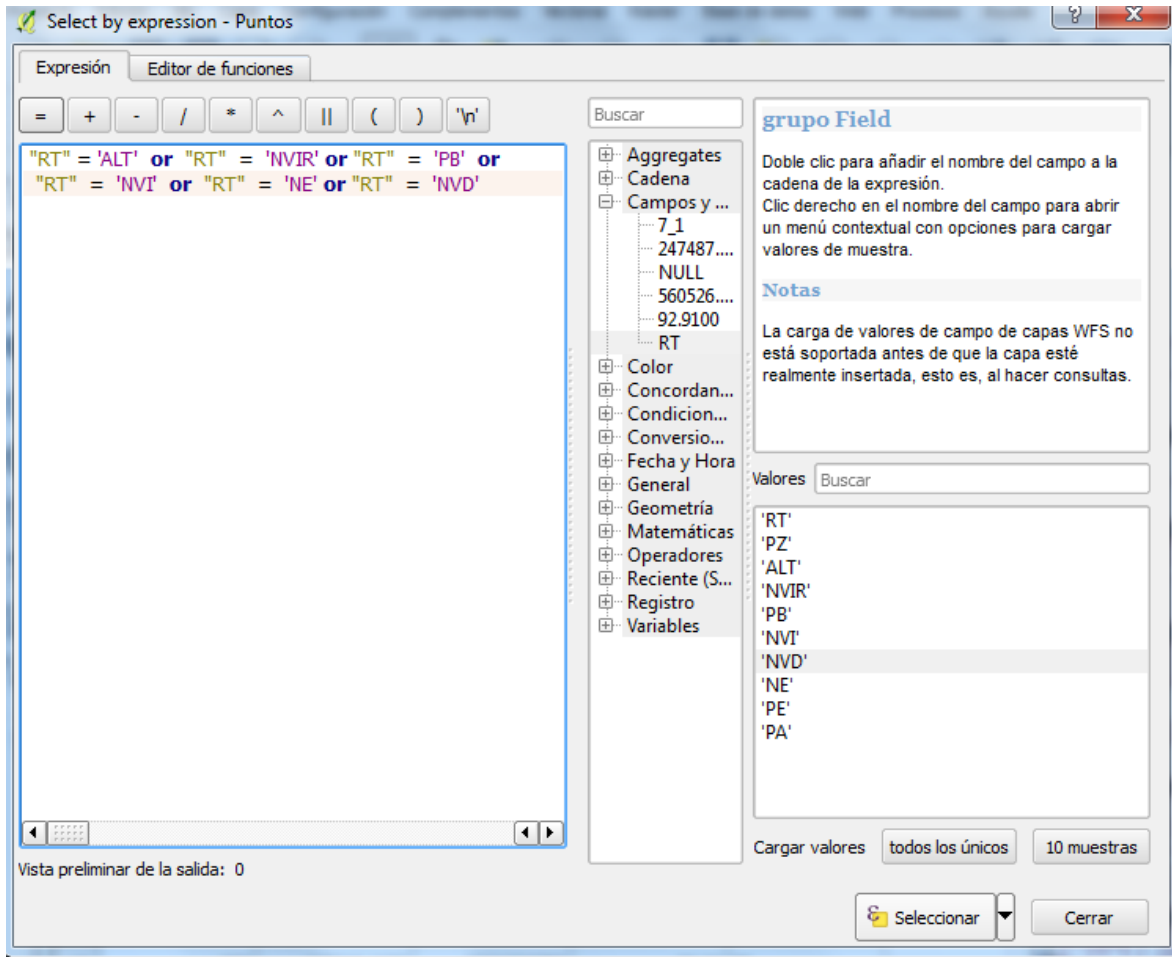 Select by expression - Puntos
Expresión
Editor de funciones
= + - / * ^ || ( ) '\n'
"RT" = 'ALT' or "RT" = 'NVIR' or "RT" = 'PB' or
"RT" = 'NVI' or "RT" = 'NE' or "RT" = 'NVD'
Vista preliminar de la salida: 0
Buscar
Aggregates
Cadena
Campos y ...
7_1
247487....
NULL
560526....
92.9100
RT
Color
Concordan...
Condicion...
Conversio...
Fecha y Hora
General
Geometría
Matemáticas
Operadores
Reciente (S...
Registro
Variables
grupo Field
Doble clic para añadir el nombre del campo a la
cadena de la expresión.
Clic derecho en el nombre del campo para abrir
un menú contextual con opciones para cargar
valores de muestra.
Notas
La carga de valores de campo de capas WFS no
está soportada antes de que la capa esté
realmente insertada, esto es, al hacer consultas.
Valores Buscar
'RT'
'PZ'
'ALT'
'NVIR'
'PB'
'NVI'
'NVD'
'NE'
'PE'
'PA'
Cargar valores todos los únicos 10 muestras
Seleccionar Cerrar